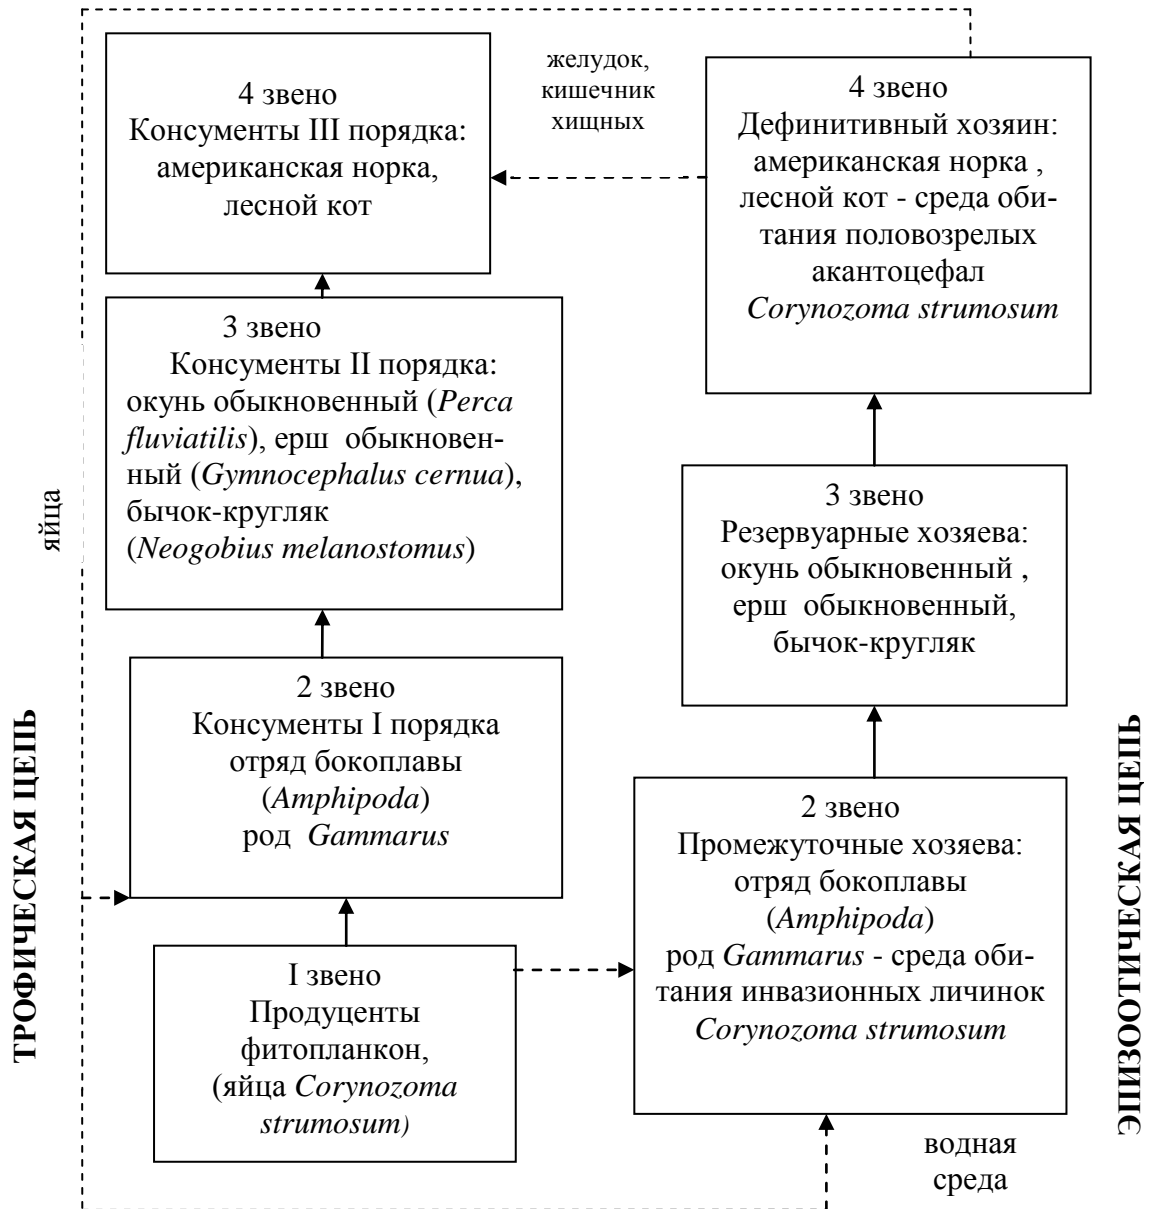 желудок,
кишечник
хищных
4 звено
Консументы III порядка:
американская норка,
лесной кот
4 звено
Дефинитивный хозяин:
американская норка ,
лесной кот - среда оби-
тания половозрелых
акантоцефал
Corynozoma strumosum
3 звено
Консументы II порядка:
окунь обыкновенный (Perca
fluviatilis), ерш обыкновен-
ный (Gymnocephalus cernua),
бычок-кругляк
(Neogobius melanostomus)
яйца
3 звено
Резервуарные хозяева:
окунь обыкновенный ,
ерш обыкновенный,
бычок-кругляк
2 звено
Консументы I порядка
отряд бокоплавы
(Amphipoda)
род Gammarus
ТРОФИЧЕСКАЯ ЦЕПЬ
2 звено
Промежуточные хозяева:
отряд бокоплавы
(Amphipoda)
род Gammarus - среда оби-
тания инвазионных личинок
Corynozoma strumosum
ЭПИЗООТИЧЕСКАЯ ЦЕПЬ
I звено
Продуценты
фитопланкон,
(яйца Corynozoma
strumosum)
водная
среда